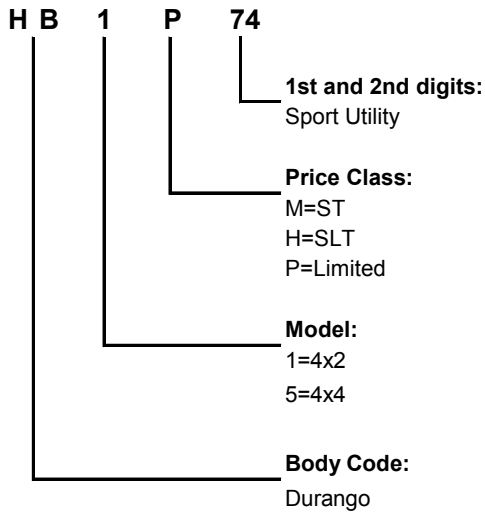 H B 1 P 74
1st and 2nd digits:
Sport Utility
Price Class:
M=ST
H=SLT
P=Limited
Model:
1=4x2
5=4x4
Body Code:
Durango